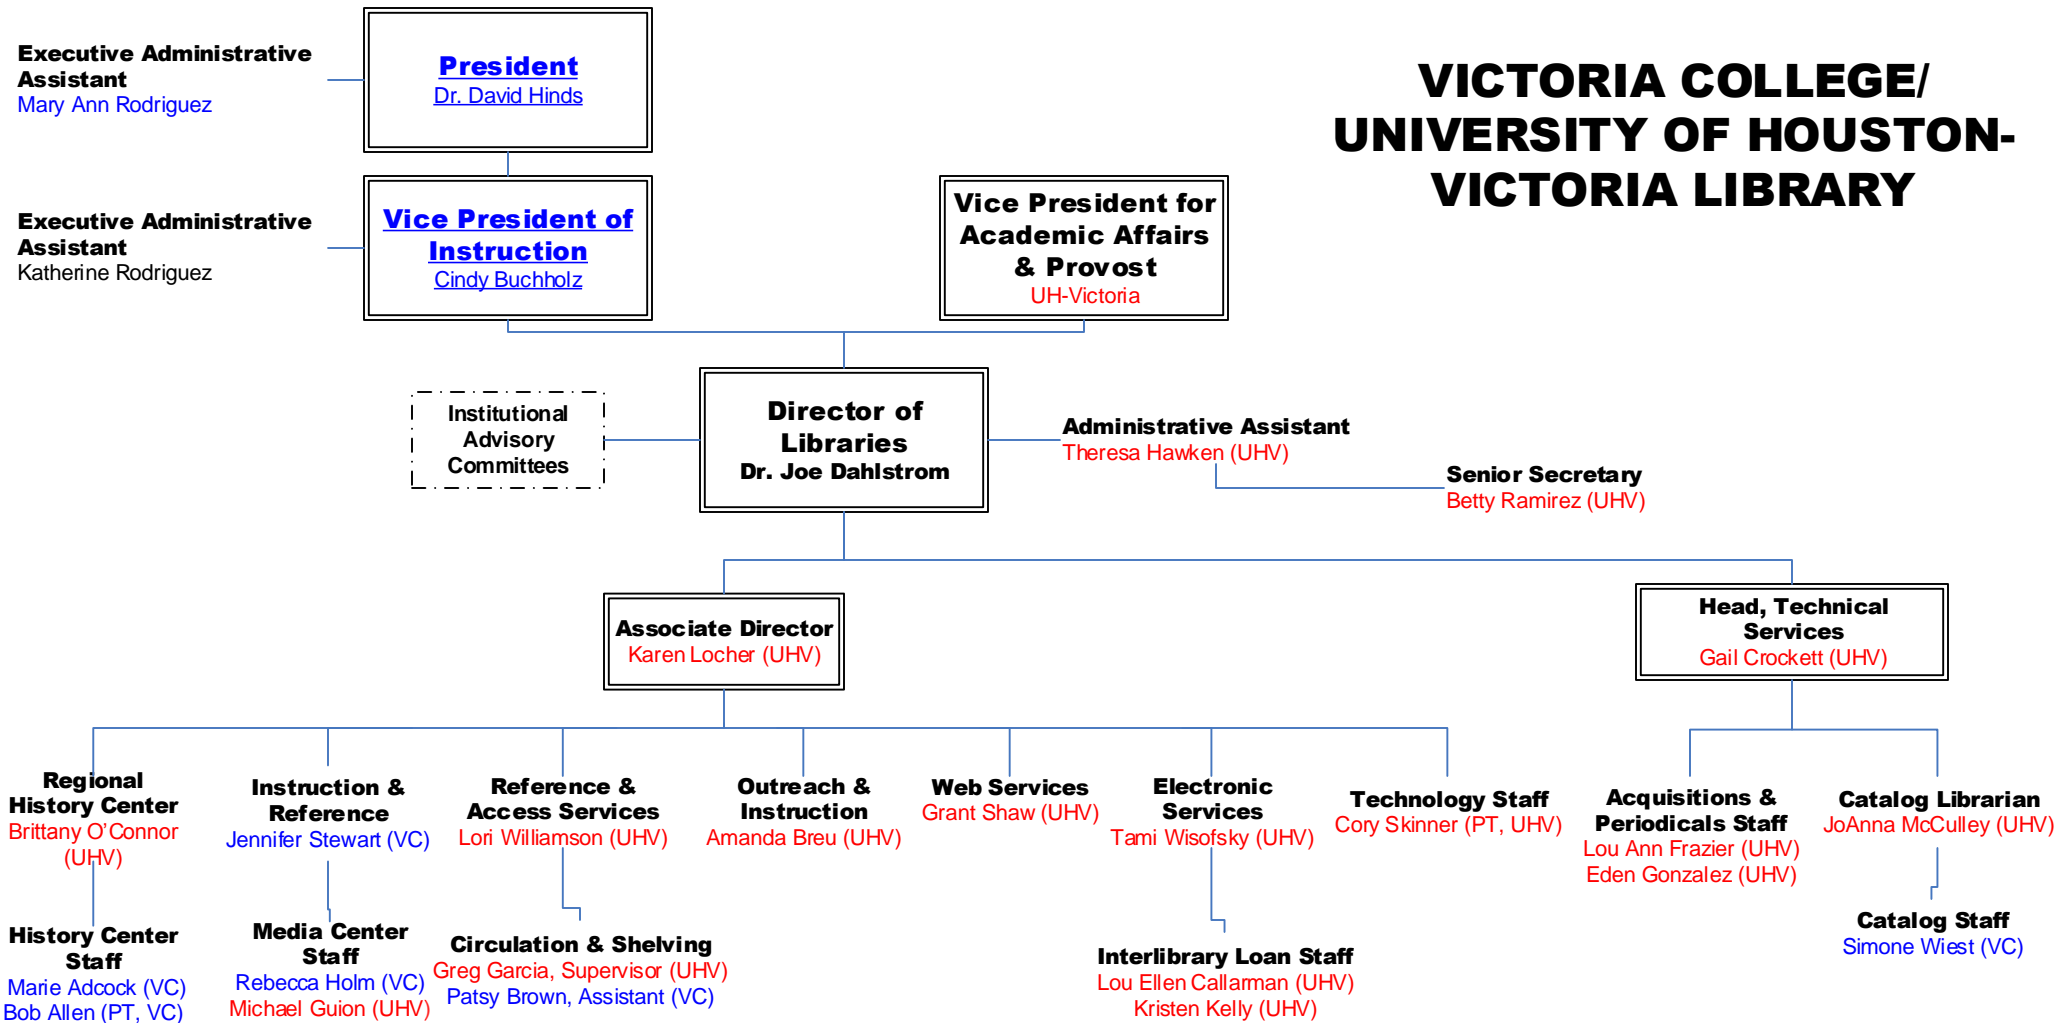 Executive Administrative
Assistant
Mary Ann Rodriguez
President
Dr. David Hinds
VICTORIA COLLEGE/
UNIVERSITY OF HOUSTON-
VICTORIA LIBRARY
Executive Administrative
Assistant
Katherine Rodriguez
Vice President of
Instruction
Cindy Buchholz
Vice President for
Academic Affairs
& Provost
UH-Victoria
Institutional
Advisory
Committees
Director of
Libraries
Dr. Joe Dahlstrom
Administrative Assistant
Theresa Hawken (UHV)
Senior Secretary
Betty Ramirez (UHV)
Associate Director
Karen Locher (UHV)
Head, Technical
Services
Gail Crockett (UHV)
Regional
History Center
Brittany O'Connor
(UHV)
Instruction &
Reference
Jennifer Stewart (VC)
Reference &
Access Services
Lori Williamson (UHV)
Outreach &
Instruction
Amanda Breu (UHV)
Web Services
Grant Shaw (UHV)
Electronic
Services
Tami Wisofsky (UHV)
Technology Staff
Cory Skinner (PT, UHV)
Acquisitions &
Periodicals Staff
Lou Ann Frazier (UHV)
Eden Gonzalez (UHV)
Catalog Librarian
JoAnna McCulley (UHV)
History Center
Staff
Marie Adcock (VC)
Bob Allen (PT, VC)
Media Center
Staff
Rebecca Holm (VC)
Michael Guion (UHV)
Circulation & Shelving
Greg Garcia, Supervisor (UHV)
Patsy Brown, Assistant (VC)
Interlibrary Loan Staff
Lou Ellen Callarman (UHV)
Kristen Kelly (UHV)
Catalog Staff
Simone Wiest (VC)